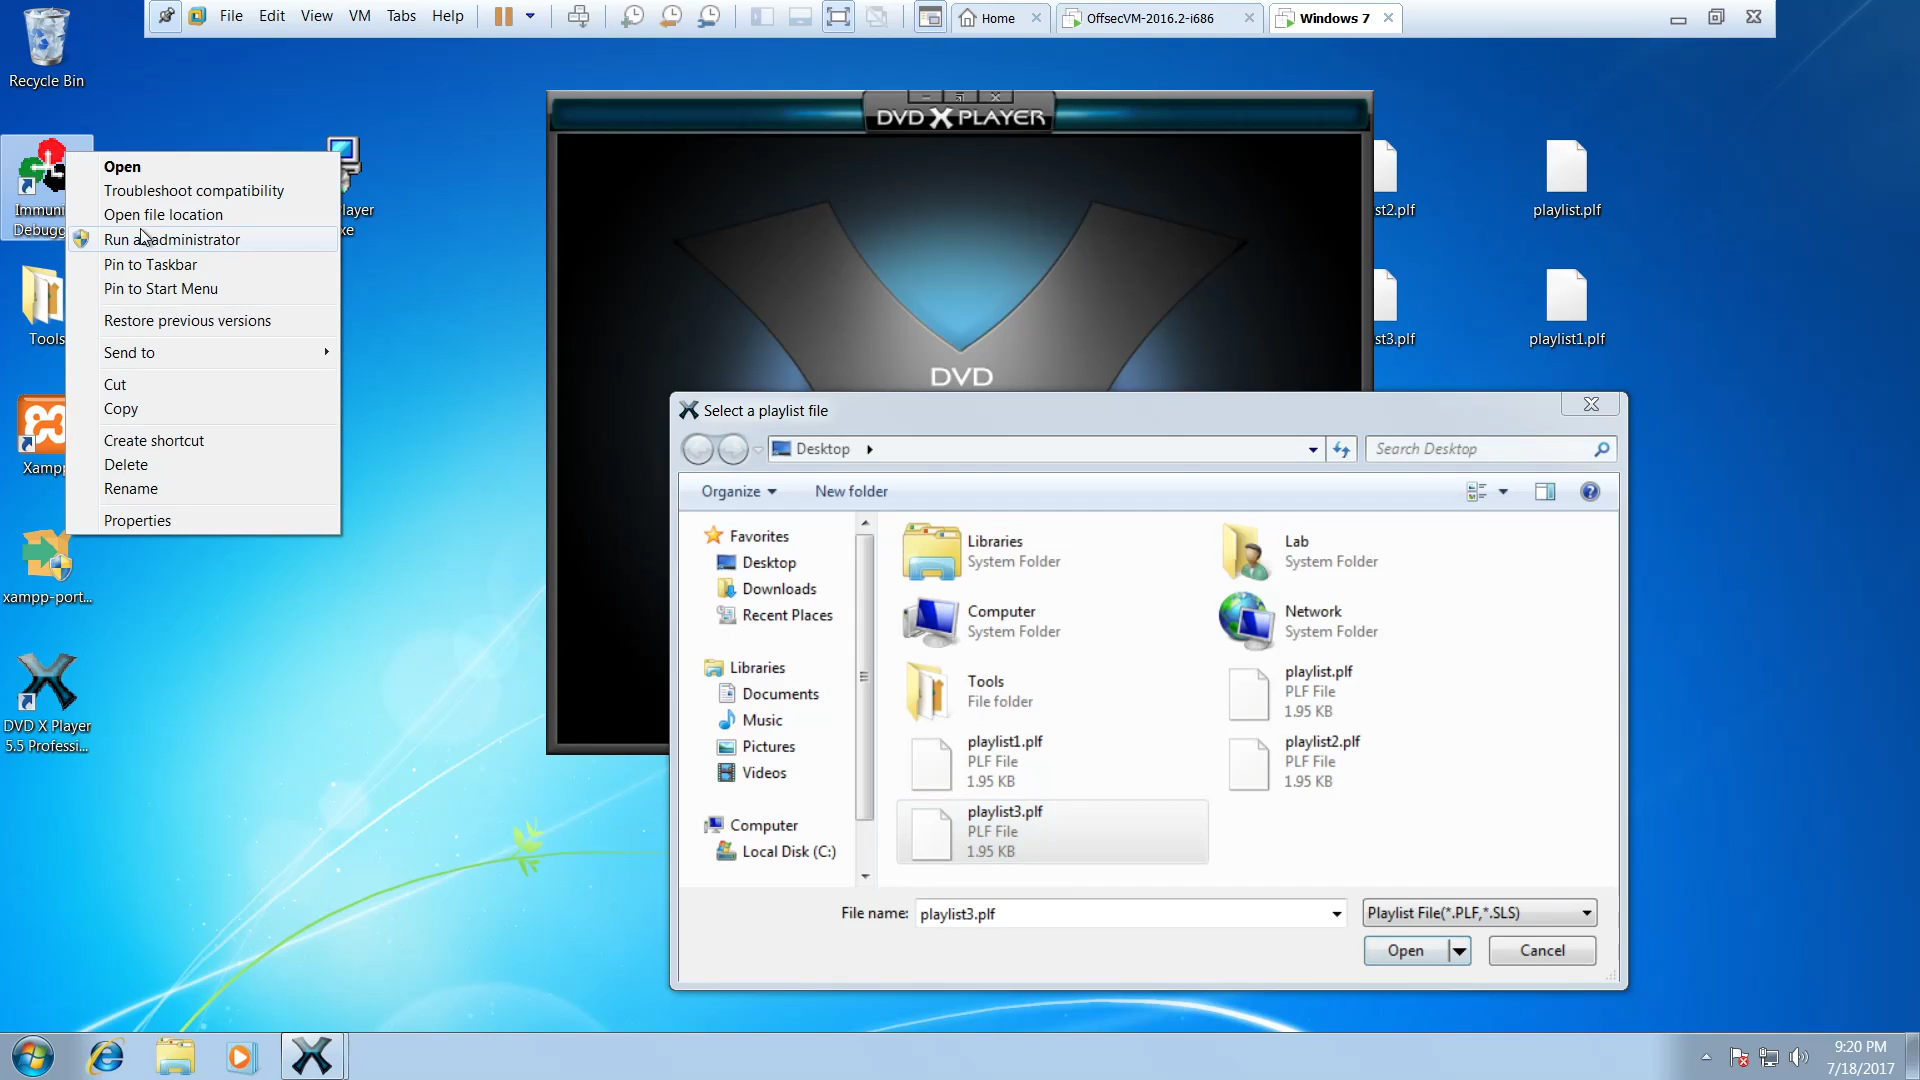 File Edit View VM Tabs Help
Home
OffsecVM-2016.2-i686
Windows 7
Recycle Bin
Immuni
Debugg
Open
Troubleshoot compatibility
Open file location
Run a administrator
Pin to Taskbar
Pin to Start Menu
Restore previous versions
Send to
Cut
Copy
Create shortcut
Delete
Rename
Properties
layer
xe
Tools
Xampp
xampp-port...
DVD X Player
5.5 Professi...
DVD X PLAYER
DVD
st2.plf
playlist.plf
st3.plf
playlist1.plf
Select a playlist file
Desktop
Search Desktop
Organize
New folder
Favorites
Desktop
Downloads
Recent Places
Libraries
Documents
Music
Pictures
Videos
Computer
Local Disk (C:)
Libraries
System Folder
Lab
System Folder
Computer
System Folder
Network
System Folder
Tools
File folder
playlist.plf
PLF File
1.95 KB
playlist1.plf
PLF File
1.95 KB
playlist2.plf
PLF File
1.95 KB
playlist3.plf
PLF File
1.95 KB
File name:
playlist3.plf
Playlist File(*.PLF,*.SLS)
Open
Cancel
9:20 PM
7/18/2017